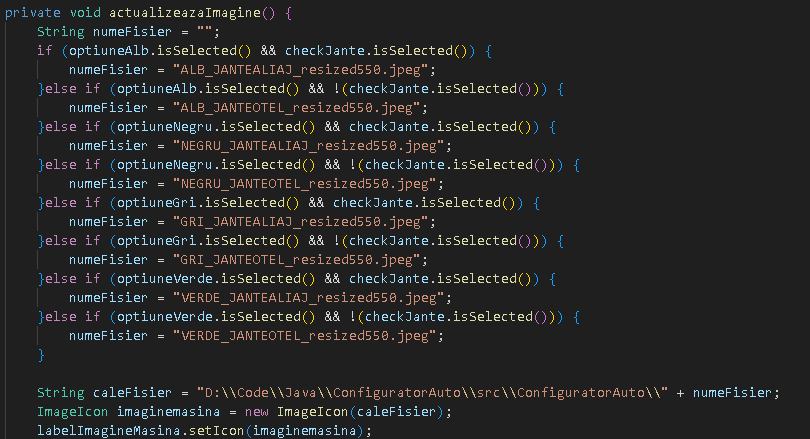 private void actualizeazaImagine() {
    String numeFisier = "";
    if (optiuneAlb.isSelected() && checkJante.isSelected()) {
        numeFisier = "ALB_JANTEALIAJ_resized550.jpeg";
    }else if (optiuneAlb.isSelected() && !(checkJante.isSelected())) {
        numeFisier = "ALB_JANTEOTEL_resized550.jpeg";
    }else if (optiuneNegru.isSelected() && checkJante.isSelected()) {
        numeFisier = "NEGRU_JANTEALIAJ_resized550.jpeg";
    }else if (optiuneNegru.isSelected() && !(checkJante.isSelected())) {
        numeFisier = "NEGRU_JANTEOTEL_resized550.jpeg";
    }else if (optiuneGri.isSelected() && checkJante.isSelected()) {
        numeFisier = "GRI_JANTEALIAJ_resized550.jpeg";
    }else if (optiuneGri.isSelected() && !(checkJante.isSelected())) {
        numeFisier = "GRI_JANTEOTEL_resized550.jpeg";
    }else if (optiuneVerde.isSelected() && checkJante.isSelected()) {
        numeFisier = "VERDE_JANTEALIAJ_resized550.jpeg";
    }else if (optiuneVerde.isSelected() && !(checkJante.isSelected())) {
        numeFisier = "VERDE_JANTEOTEL_resized550.jpeg";
    }
    String caleFisier = "D:\\Code\\Java\\ConfiguratorAuto\\src\\ConfiguratorAuto\\" + numeFisier;
    ImageIcon imaginemasina = new ImageIcon(caleFisier);
    labelImagineMasina.setIcon(imaginemasina);